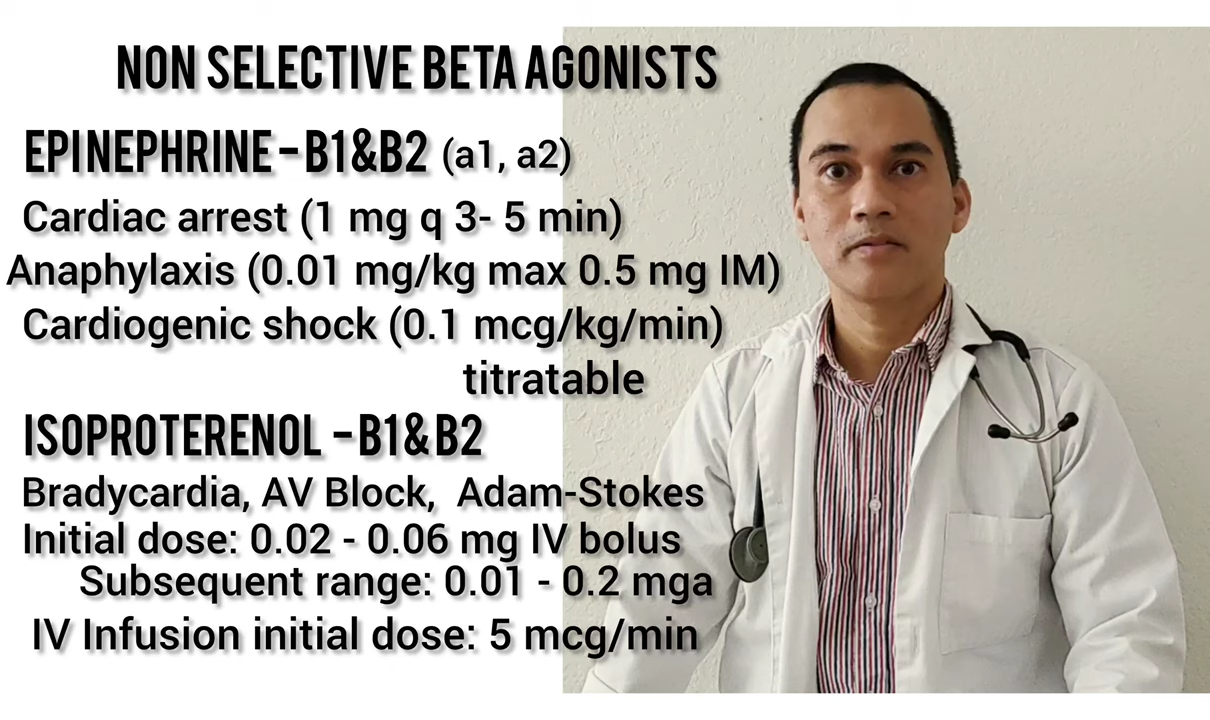 NON SELECTIVE BETA AGONISTS
EPINEPHRINE - B1&B2 (a1, a2)
Cardiac arrest (1 mg q 3- 5 min)
Anaphylaxis (0.01 mg/kg max 0.5 mg IM)
Cardiogenic shock (0.1 mcg/kg/min)
titratable
ISOPROTERENOL - B1&B2
Bradycardia, AV Block, Adam-Stokes
Initial dose: 0.02 - 0.06 mg IV bolus
Subsequent range: 0.01 - 0.2 mga
IV Infusion initial dose: 5 mcg/min